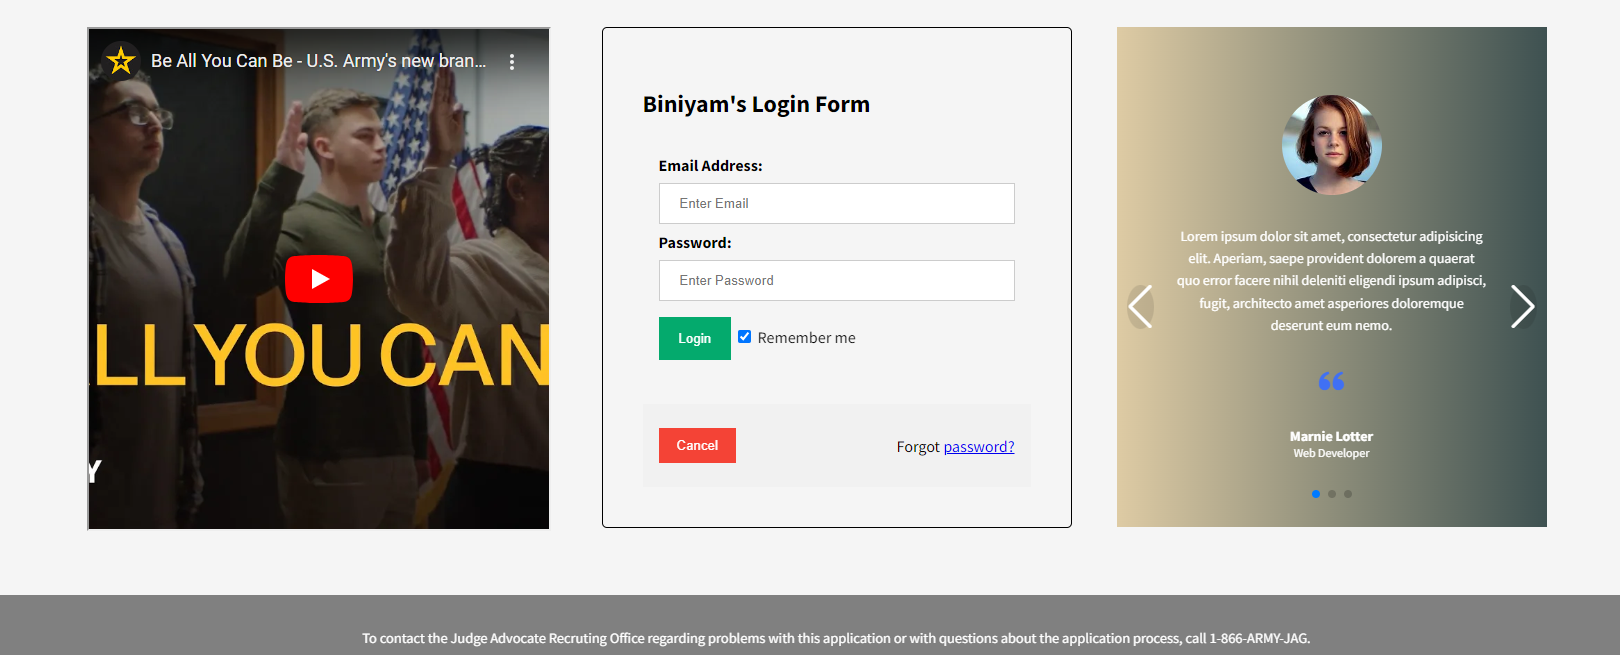 Be All You Can Be - U.S. Army's new bran...
ALL YOU CAN
Y
Biniyam's Login Form
Email Address:
Enter Email
Password:
Enter Password
Login
Remember me
Cancel
Forgot password?
Lorem ipsum dolor sit amet, consectetur adipisicing
elit. Aperiam, saepe provident dolorem a quaerat
quo error facere nihil deleniti eligendi ipsum adipisci,
fugit, architecto amet asperiores doloremque
deserunt eum nemo.
“
Marnie Lotter
Web Developer
To contact the Judge Advocate Recruting Office regarding problems with this application or with questions about the application process, call 1-866-ARMY-JAG.